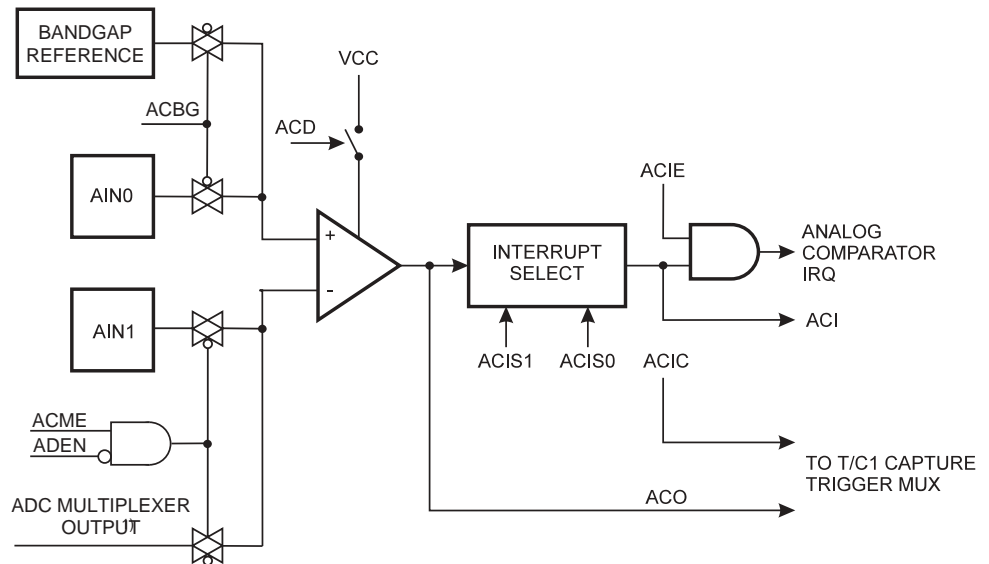 BANDGAP
REFERENCE
VCC
ACBG
ACD
AIN0
ACIE
+
-
INTERRUPT
SELECT
ANALOG
COMPARATOR
IRQ
AIN1
ACI
ACIS1
ACIS0
ACIC
ACME
ADEN
TO T/C1 CAPTURE
TRIGGER MUX
ADC MULTIPLEXER
OUTPUT
ACO